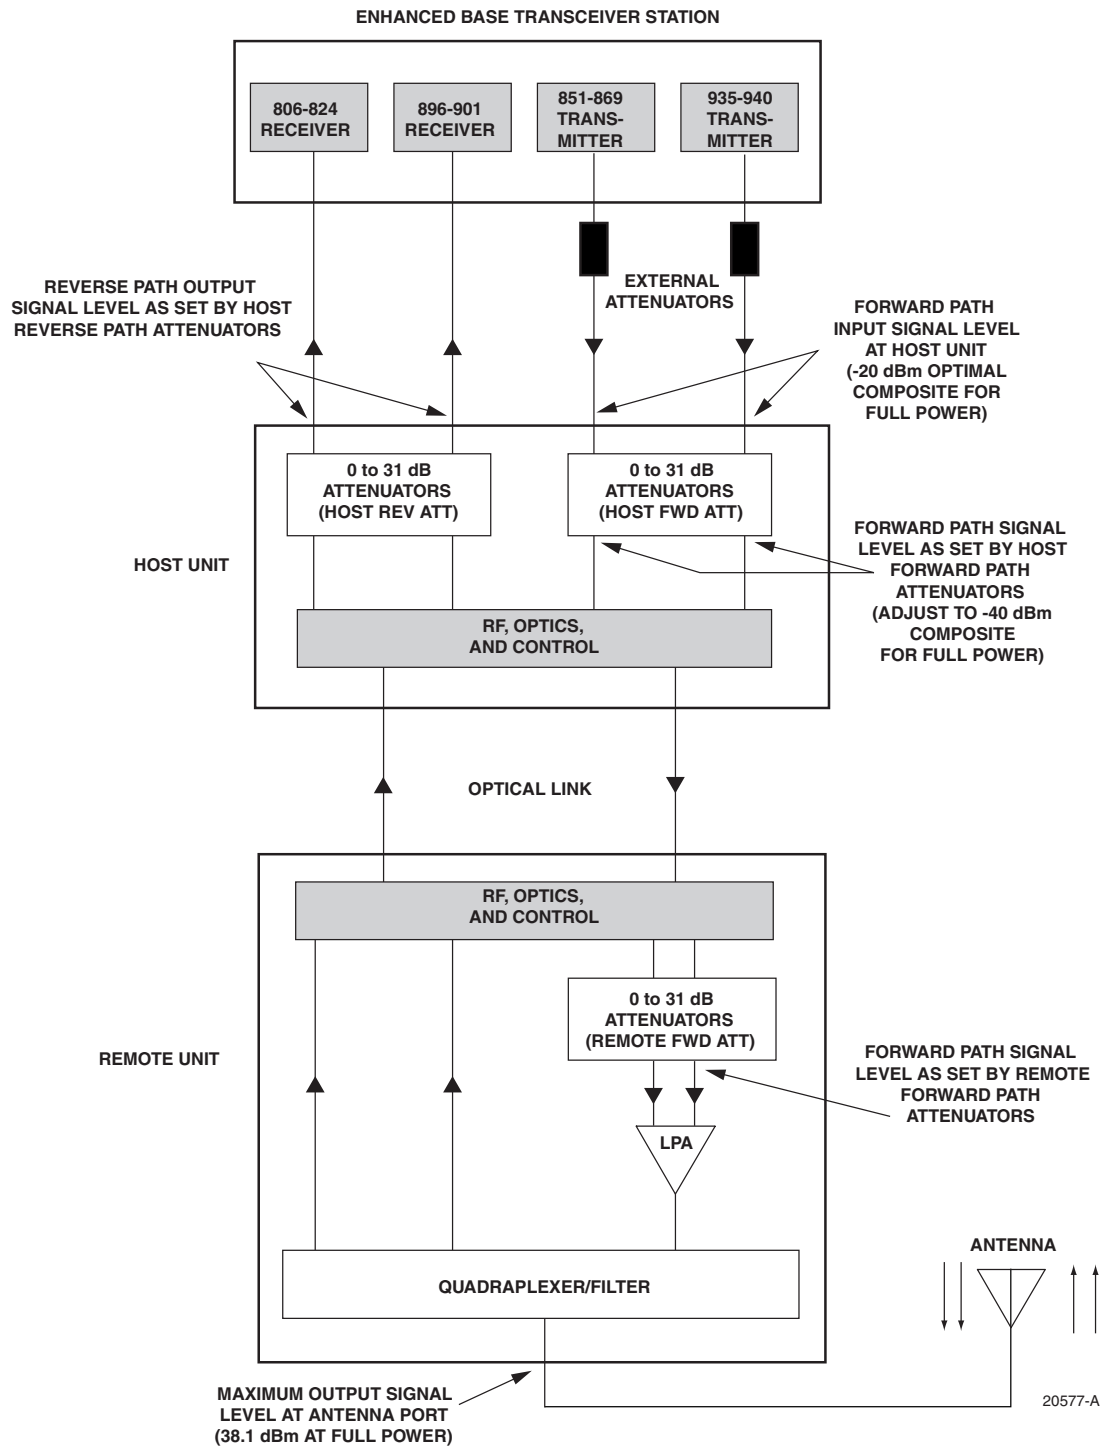 ENHANCED BASE TRANSCEIVER STATION
806-824
RECEIVER
896-901
RECEIVER
851-869
TRANS-
MITTER
935-940
TRANS-
MITTER
EXTERNAL
ATTENUATORS
REVERSE PATH OUTPUT
SIGNAL LEVEL AS SET BY HOST
REVERSE PATH ATTENUATORS
FORWARD PATH
INPUT SIGNAL LEVEL
AT HOST UNIT
(-20 dBm OPTIMAL
COMPOSITE FOR
FULL POWER)
0 to 31 dB
ATTENUATORS
(HOST REV ATT)
0 to 31 dB
ATTENUATORS
(HOST FWD ATT)
HOST UNIT
FORWARD PATH SIGNAL
LEVEL AS SET BY HOST
FORWARD PATH
ATTENUATORS
(ADJUST TO -40 dBm
COMPOSITE
FOR FULL POWER)
RF, OPTICS,
AND CONTROL
OPTICAL LINK
RF, OPTICS,
AND CONTROL
0 to 31 dB
ATTENUATORS
(REMOTE FWD ATT)
REMOTE UNIT
FORWARD PATH SIGNAL
LEVEL AS SET BY REMOTE
FORWARD PATH
ATTENUATORS
LPA
ANTENNA
QUADRAPLEXER/FILTER
MAXIMUM OUTPUT SIGNAL
LEVEL AT ANTENNA PORT
(38.1 dBm AT FULL POWER)
20577-A